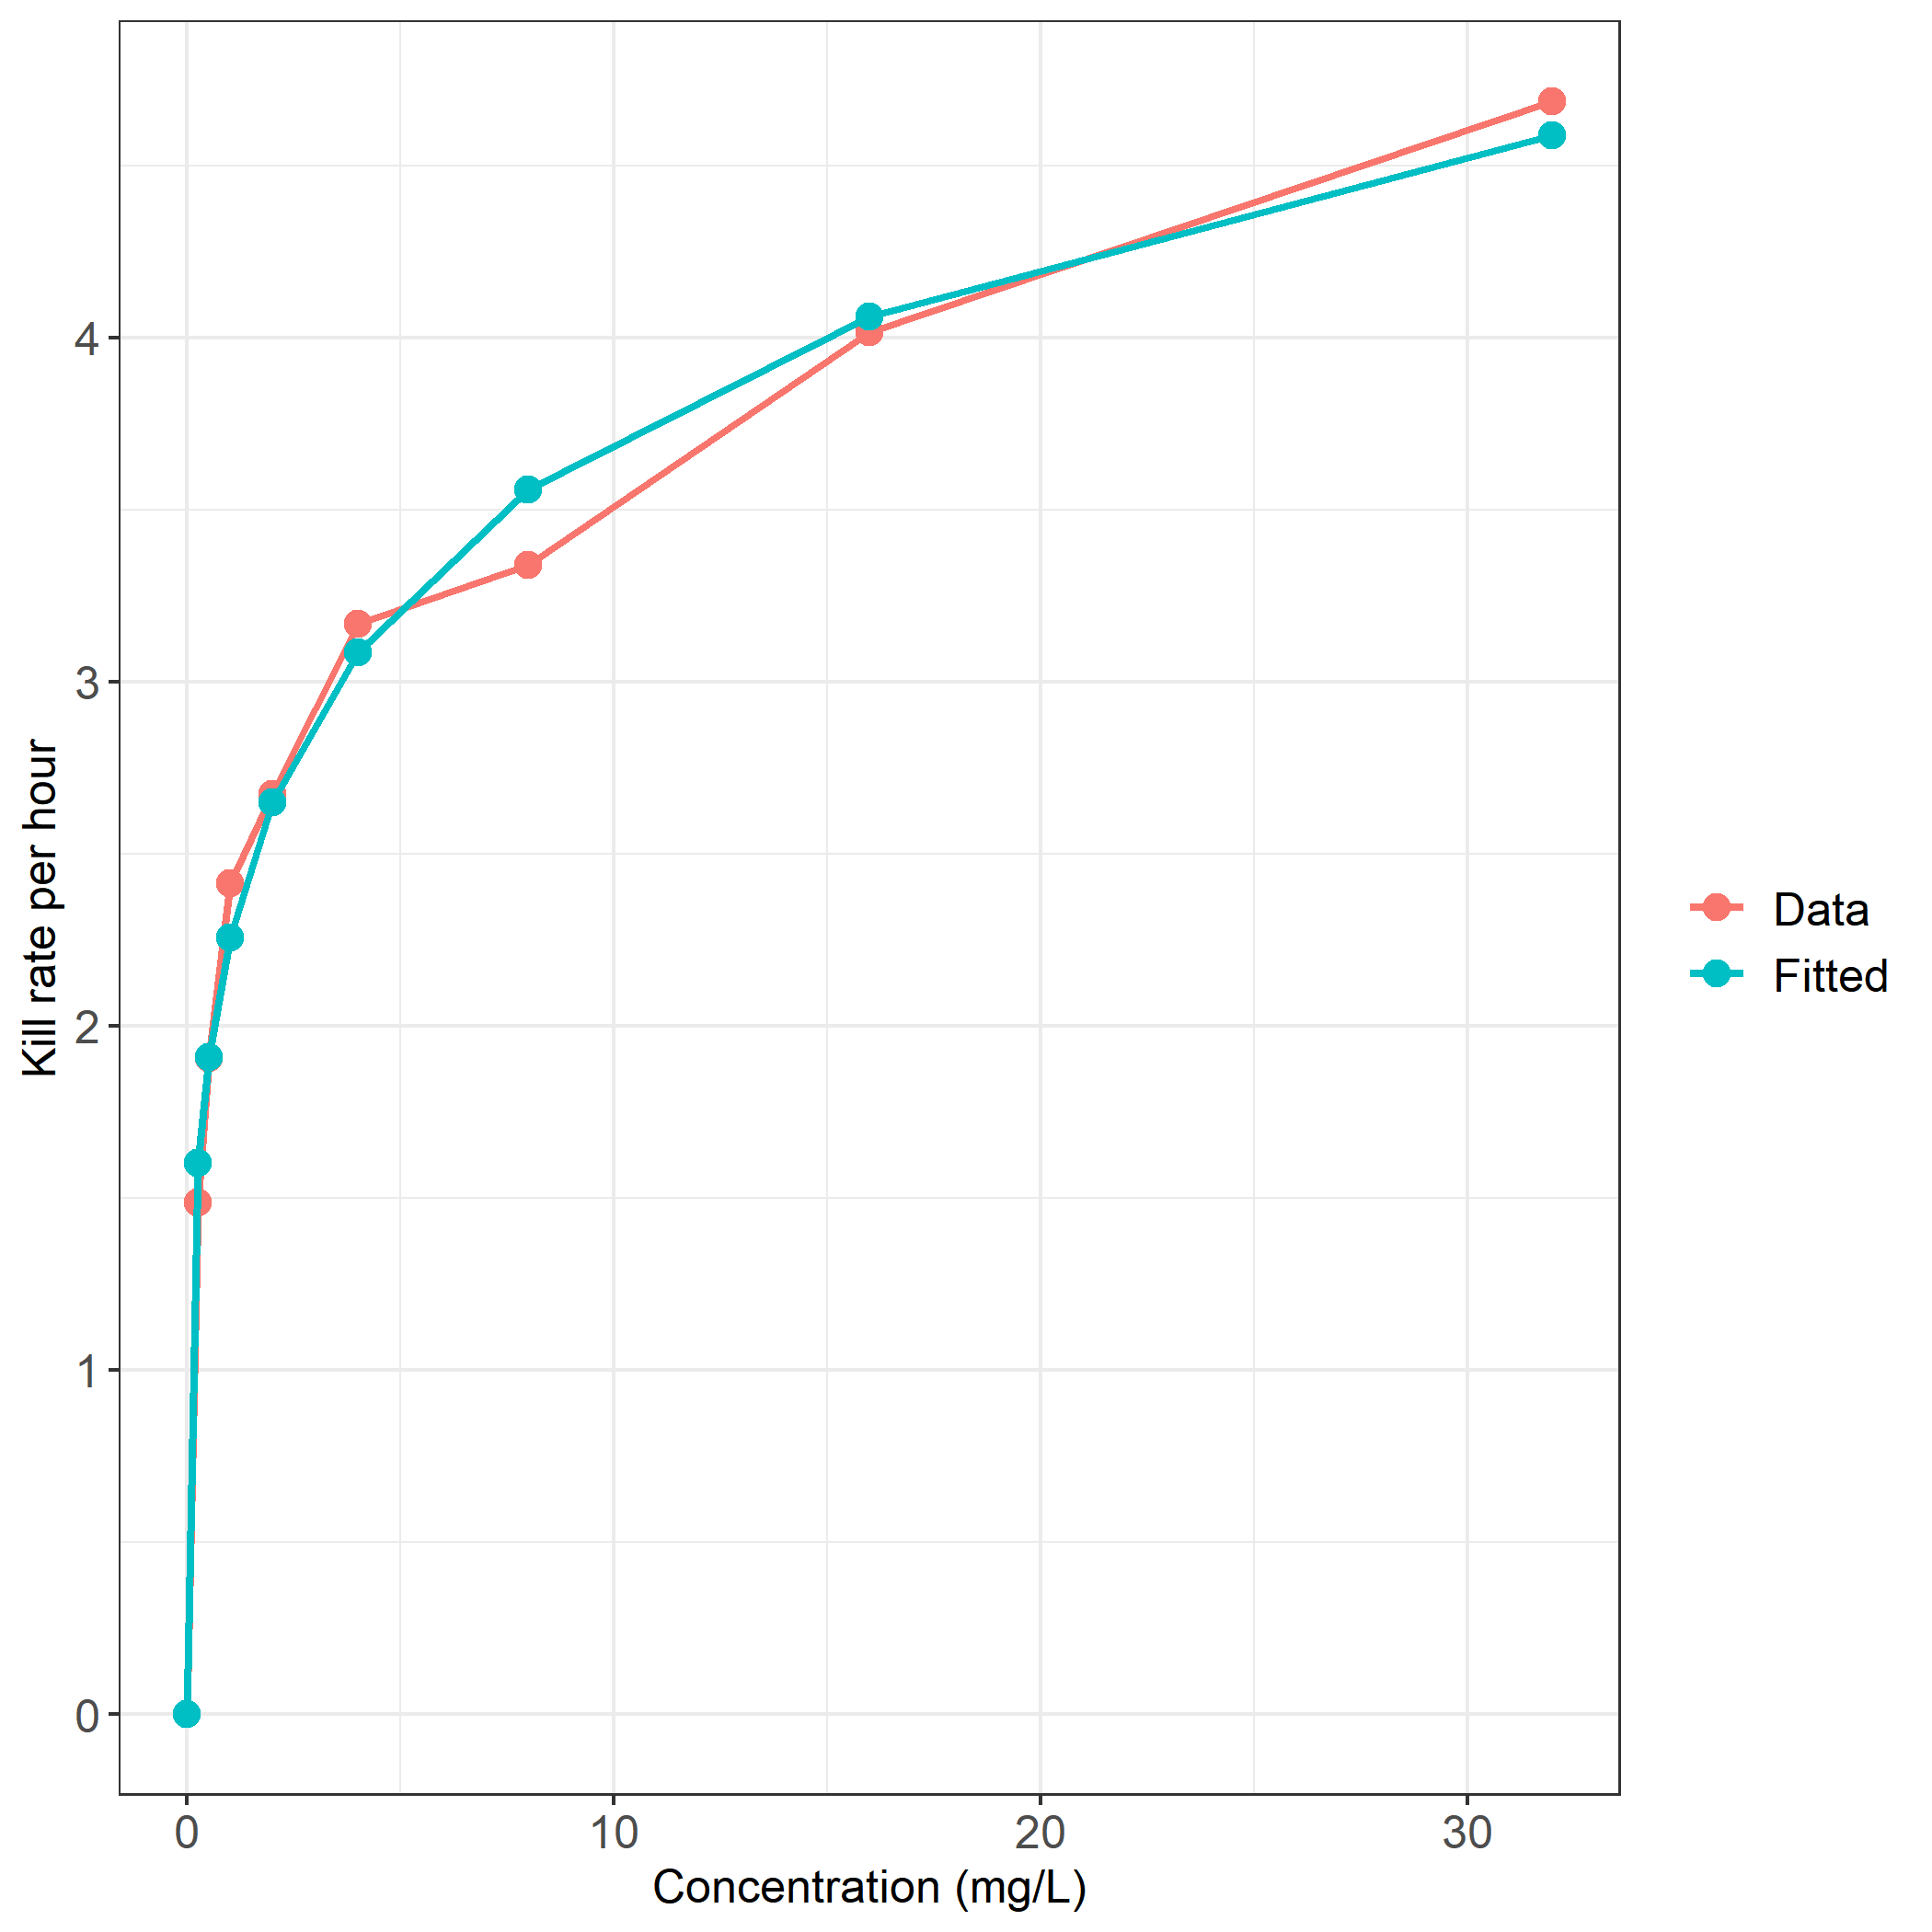 Kill rate per hour
4
3
2
1
0
0 10 20 30
Concentration (mg/L)
Data
Fitted